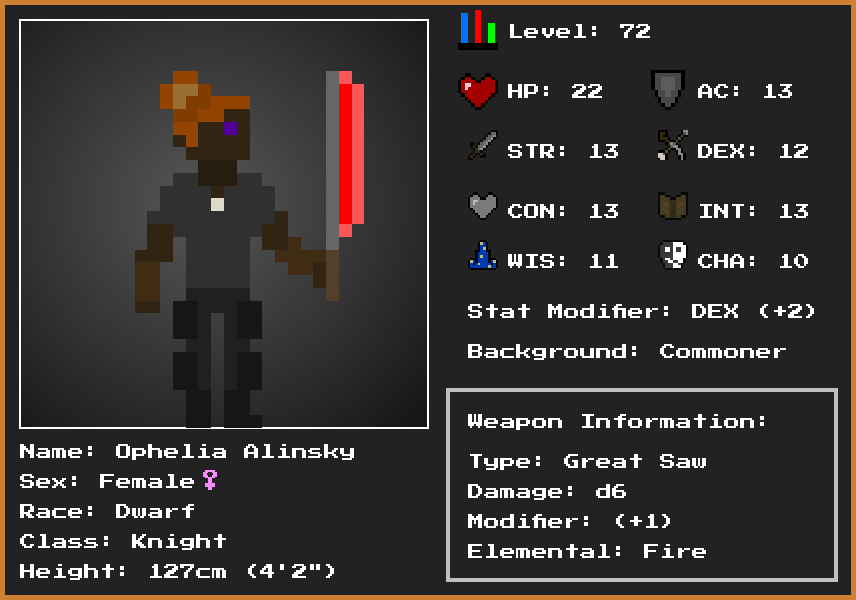 Level: 72
HP: 22
AC: 13
STR: 13
DEX: 12
CON: 13
INT: 13
WIS: 11
CHA: 10
Stat Modifier: DEX (+2)
Background: Commoner
Weapon Information:
Type: Great Saw
Damage: d6
Modifier: (+1)
Elemental: Fire
Name: Ophelia Alinsky
Sex: Female♀
Race: Dwarf
Class: Knight
Height: 127cm (4'2")